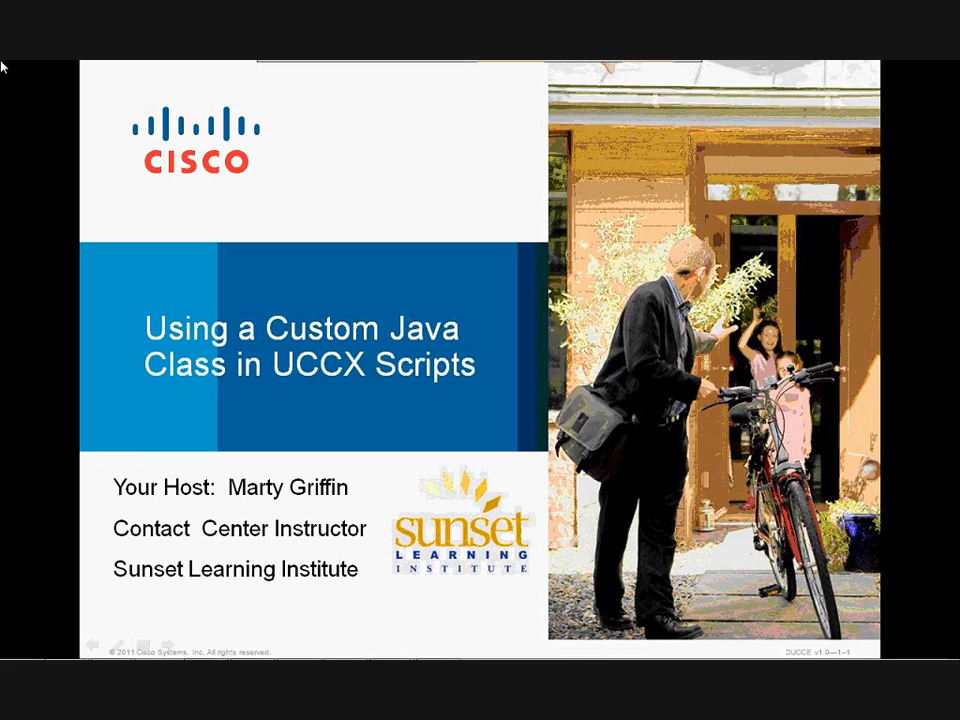 CISCO
Using a Custom Java
Class in UCCX Scripts
Your Host: Marty Griffin
Contact Center Instructor
Sunset Learning Institute
sunset
LEARNING
INSTITUTE
© 2011 Cisco Systems, Inc. All rights reserved.
DUCCE v1.0—1-1